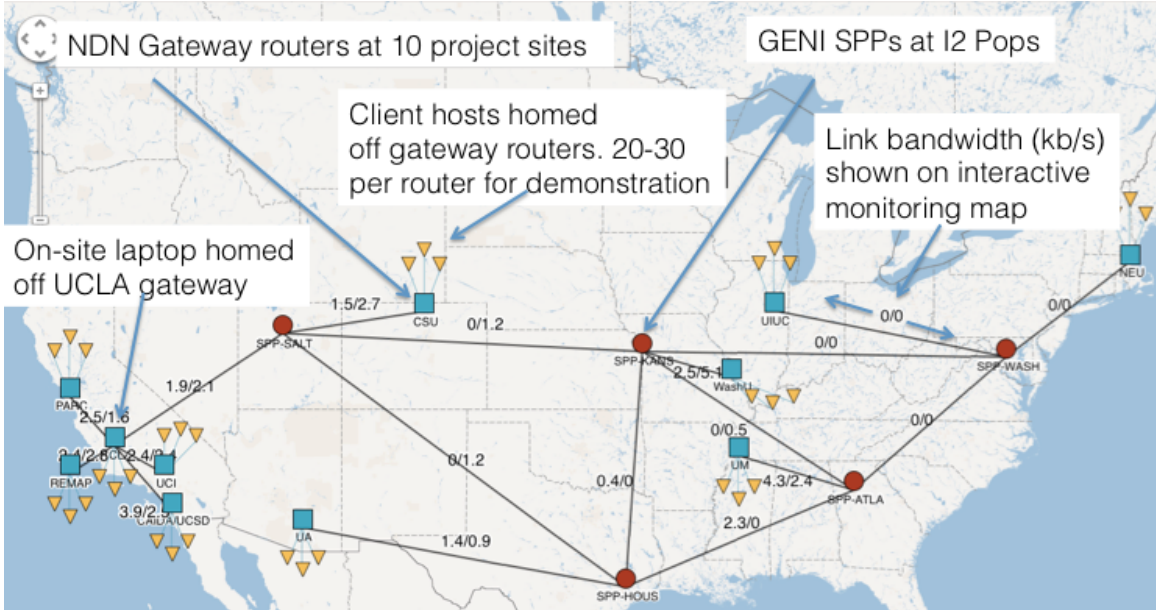 NDN Gateway routers at 10 project sites
GENI SPPs at I2 Pops
Client hosts homed
off gateway routers. 20-30
per router for demonstration
Link bandwidth (kb/s)
shown on interactive
monitoring map
On-site laptop homed
off UCLA gateway
NEU
1.5/2.7
CSU
0/1.2
UIUC
0/0
0/0
SPP-SALT
SPP-KANS
0/0
SPP-WASH
2.5/5.1
WashU
1.9/2.1
PARC
2.5/1.6
0/0
0/0.5
UM
2.4/2.4
REMAP
UCI
0/1.2
4.3/2.4
SPP-ATLA
0.4/0
3.9/2.9
CAIDA/UCSD
2.3/0
UA
1.4/0.9
SPP-HOUS